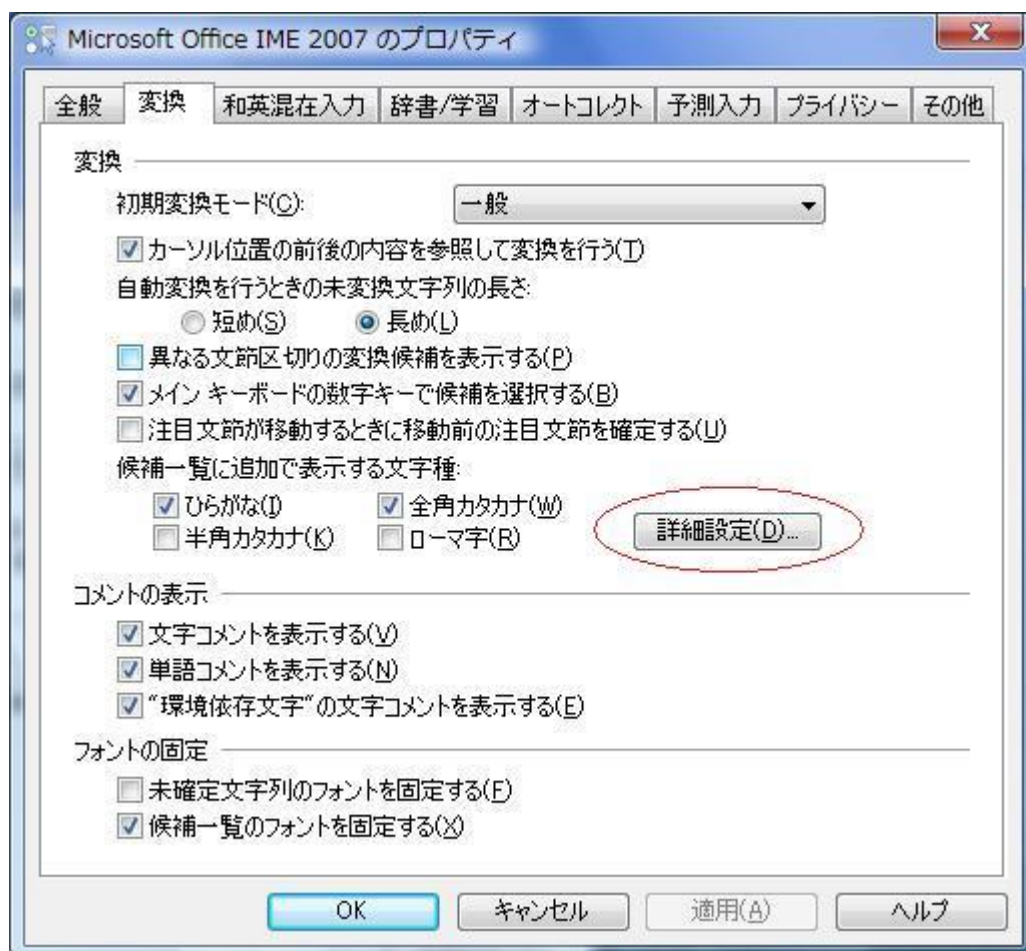 Microsoft Office IME 2007 のプロパティ
全般 変換 和英混在入力 辞書/学習 オートコレクト 予測入力 プライバシー その他
変換
初期変換モード(C): 一般
カーソル位置の前後の内容を参照して変換を行う(T)
自動変換を行うときの未変換文字列の長さ:
短め(S) 長め(L)
異なる文節区切りの変換候補を表示する(P)
メイン キーボードの数字キーで候補を選択する(B)
注目文節が移動するときに移動前の注目文節を確定する(U)
候補一覧に追加で表示する文字種:
ひらがな(I) 全角カタカナ(W)
半角カタカナ(K) ローマ字(R) 詳細設定(D)...
コメントの表示
文字コメントを表示する(V)
単語コメントを表示する(N)
"環境依存文字"の文字コメントを表示する(E)
フォントの固定
未確定文字列のフォントを固定する(F)
候補一覧のフォントを固定する(X)
OK キャンセル 適用(A) ヘルプ